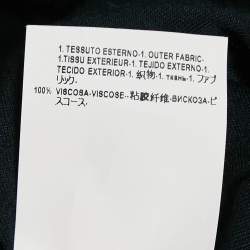 1. TESSUTO ESTERNO-1. OUTER FABRIC-
1.TISSU EXTERIEUR-1. TEJIDO EXTERNO-1.
TECIDO EXTERIOR-1. 织物-1. ткань-1. ファブ
リック.
100% VISCOSA-VISCOSE..粘胶纤维-ВИСКОЗА-ビ
スコース.